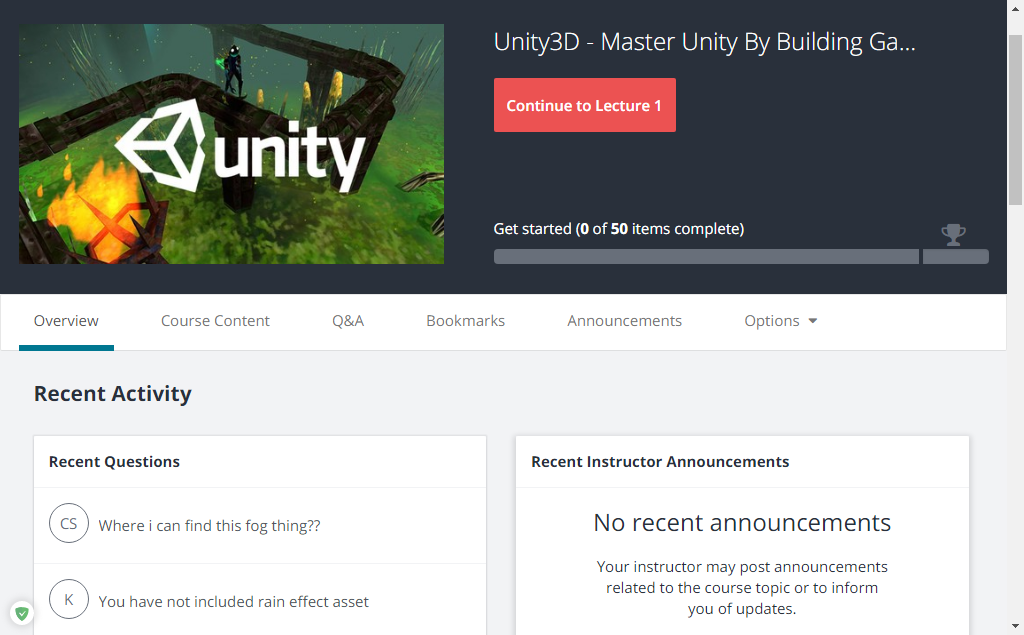 unity
Unity3D - Master Unity By Building Ga...
Continue to Lecture 1
Get started (0 of 50 items complete)
Overview
Course Content
Q&A
Bookmarks
Announcements
Options
Recent Activity
Recent Questions
CS
Where i can find this fog thing??
K
You have not included rain effect asset
Recent Instructor Announcements
No recent announcements
Your instructor may post announcements
related to the course topic or to inform
you of updates.